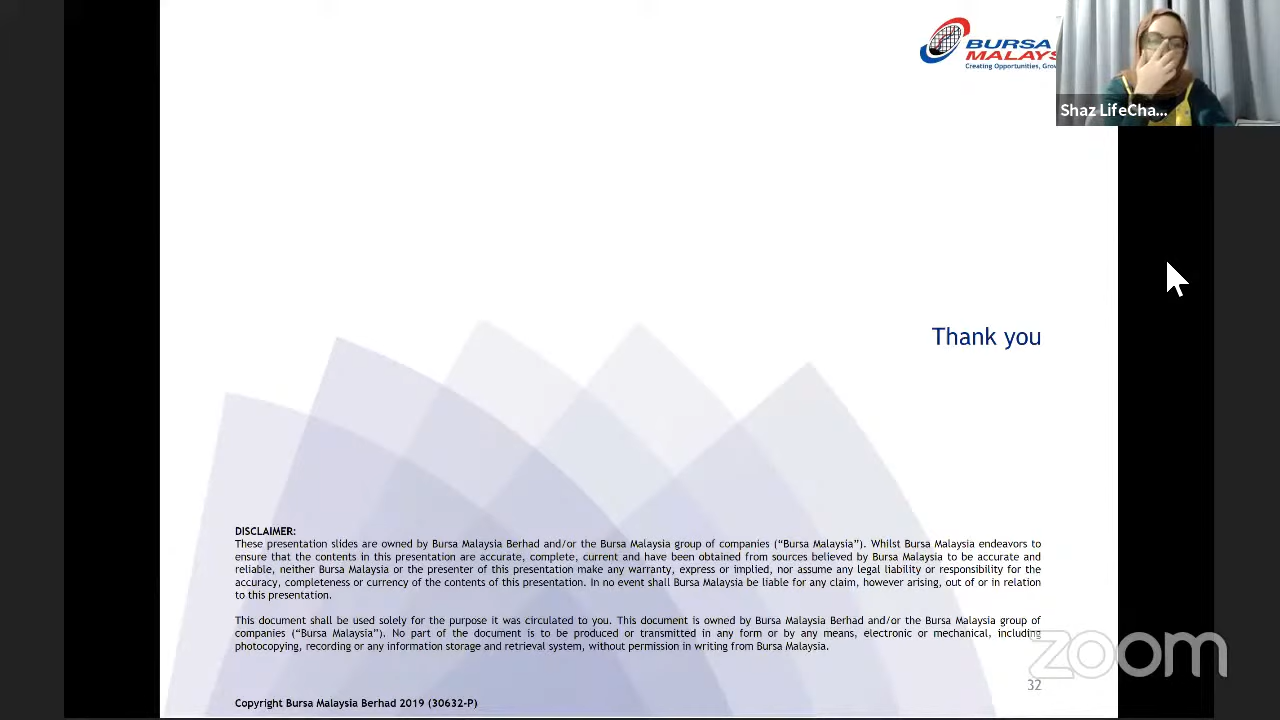 BURSA
MALAYS
Creating Opportunities, Grow
Shaz LifeCha...
Thank you
DISCLAIMER:
These presentation slides are owned by Bursa Malaysia Berhad and/or the Bursa Malaysia group of companies (“Bursa Malaysia”). Whilst Bursa Malaysia endeavors to
ensure that the contents in this presentation are accurate, complete, current and have been obtained from sources believed by Bursa Malaysia to be accurate and
reliable, neither Bursa Malaysia or the presenter of this presentation make any warranty, express or implied, nor assume any legal liability or responsibility for the
accuracy, completeness or currency of the contents of this presentation. In no event shall Bursa Malaysia be liable for any claim, however arising, out of or in relation
to this presentation.
This document shall be used solely for the purpose it was circulated to you. This document is owned by Bursa Malaysia Berhad and/or the Bursa Malaysia group of
companies (“Bursa Malaysia”). No part of the document is to be produced or transmitted in any form or by any means, electronic or mechanical, including
photocopying, recording or any information storage and retrieval system, without permission in writing from Bursa Malaysia.
zoom
32
Copyright Bursa Malaysia Berhad 2019 (30632-P)